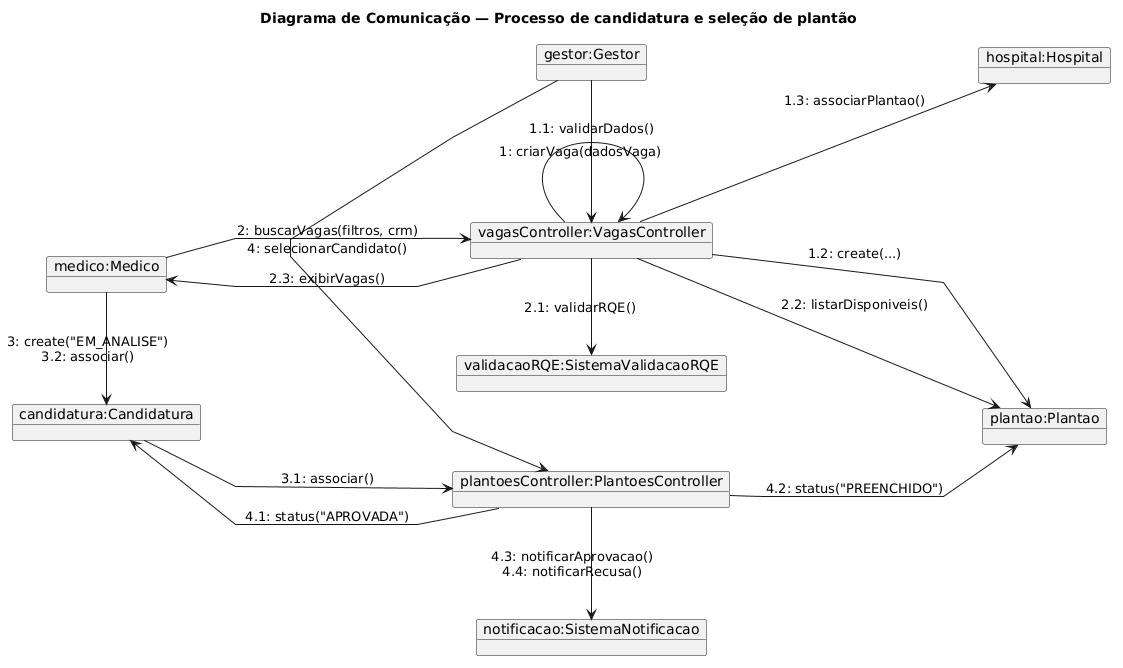 Diagrama de Comunicação — Processo de candidatura e seleção de plantão
gestor:Gestor
hospital:Hospital
1.3: associarPlantao()
1.1: validarDados()
1: criarVaga(dadosVaga)
2: buscarVagas(filtros, crm)
vagasController:VagasController
4: selecionarCandidato()
1.2: create(...)
medico:Medico
2.3: exibirVagas()
2.1: validarRQE()
2.2: listarDisponiveis()
3: create("EM_ANALISE")
3.2: associar()
validacaoRQE:SistemaValidacaoRQE
candidatura:Candidatura
plantao:Plantao
3.1: associar()
plantoesController:PlantoesController
4.2: status("PREENCHIDO")
4.1: status("APROVADA")
4.3: notificarAprovacao()
4.4: notificarRecusa()
notificacao:SistemaNotificacao